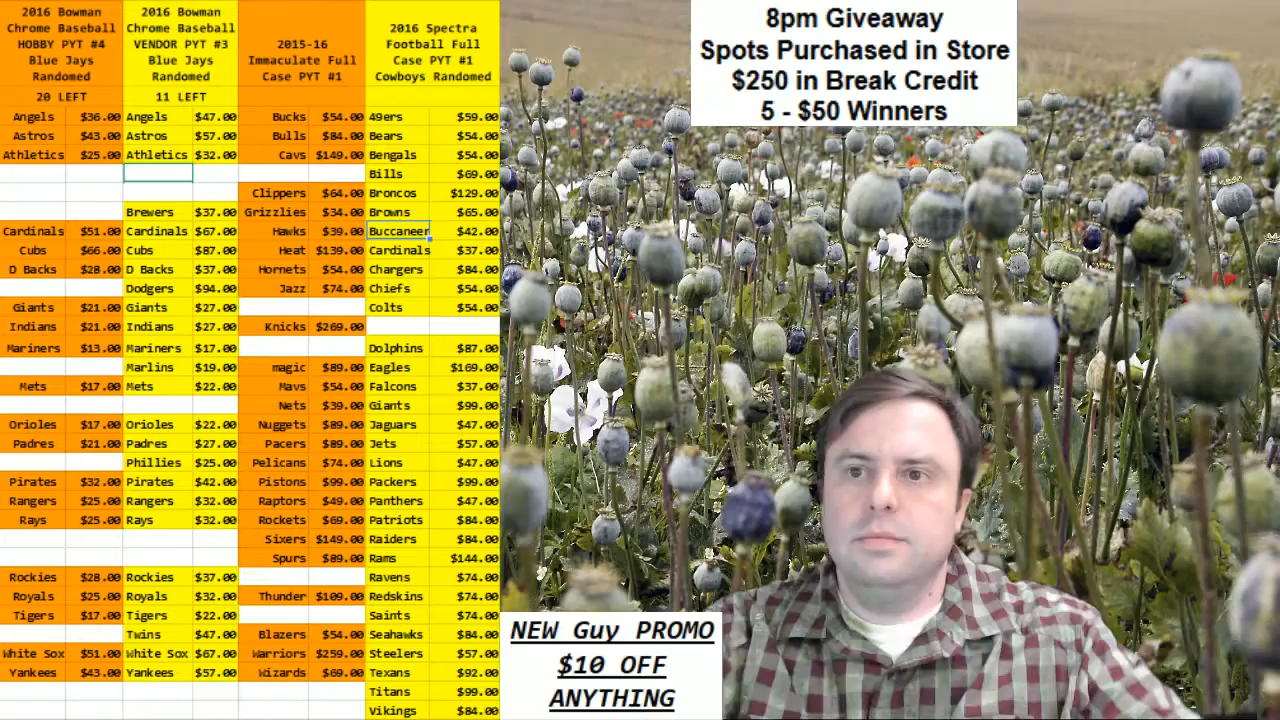 2016 Bowman
Chrome Baseball
HOBBY PYT #4
Blue Jays
Randomed
20 LEFT
Angels $36.00
Astros $43.00
Athletics $25.00
Cardinals $51.00
Cubs $66.00
D Backs $28.00
Giants $21.00
Indians $21.00
Mariners $13.00
Mets $17.00
Orioles $17.00
Padres $21.00
Pirates $32.00
Rangers $25.00
Rays $25.00
Rockies $28.00
Royals $25.00
Tigers $17.00
White Sox $51.00
Yankees $43.00
2016 Bowman
Chrome Baseball
VENDOR PYT #3
Blue Jays
Randomed
11 LEFT
Angels $47.00
Astros $57.00
Athletics $32.00
Brewers $37.00
Cardinals $67.00
Cubs $87.00
D Backs $37.00
Dodgers $94.00
Giants $27.00
Indians $27.00
Mariners $17.00
Marlins $19.00
Mets $22.00
Orioles $22.00
Padres $27.00
Phillies $25.00
Pirates $42.00
Rangers $32.00
Rays $32.00
Rockies $37.00
Royals $32.00
Tigers $22.00
Twins $47.00
White Sox $67.00
Yankees $57.00
2015-16
Immaculate Full
Case PYT #1
Bucks $54.00
Bulls $84.00
Cavs $149.00
Clippers $64.00
Grizzlies $34.00
Hawks $39.00
Heat $139.00
Hornets $54.00
Jazz $74.00
Knicks $269.00
magic $89.00
Mavs $54.00
Nets $39.00
Nuggets $89.00
Pacers $89.00
Pelicans $74.00
Pistons $99.00
Raptors $49.00
Rockets $69.00
Sixers $149.00
Spurs $89.00
Thunder $109.00
Blazers $54.00
Warriors $259.00
Wizards $69.00
2016 Spectra
Football Full
Case PYT #1
Cowboys Randomed
49ers $59.00
Bears $54.00
Bengals $54.00
Bills $69.00
Broncos $129.00
Browns $65.00
Buccaneer $42.00
Cardinals $37.00
Chargers $84.00
Chiefs $54.00
Colts $54.00
Dolphins $87.00
Eagles $169.00
Falcons $37.00
Giants $99.00
Jaguars $47.00
Jets $57.00
Lions $47.00
Packers $99.00
Panthers $47.00
Patriots $84.00
Raiders $84.00
Rams $144.00
Ravens $74.00
Redskins $74.00
Saints $74.00
Seahawks $84.00
Steelers $57.00
Texans $92.00
Titans $99.00
Vikings $84.00
8pm Giveaway
Spots Purchased in Store
$250 in Break Credit
5 - $50 Winners
NEW Guy PROMO
$10 OFF
ANYTHING